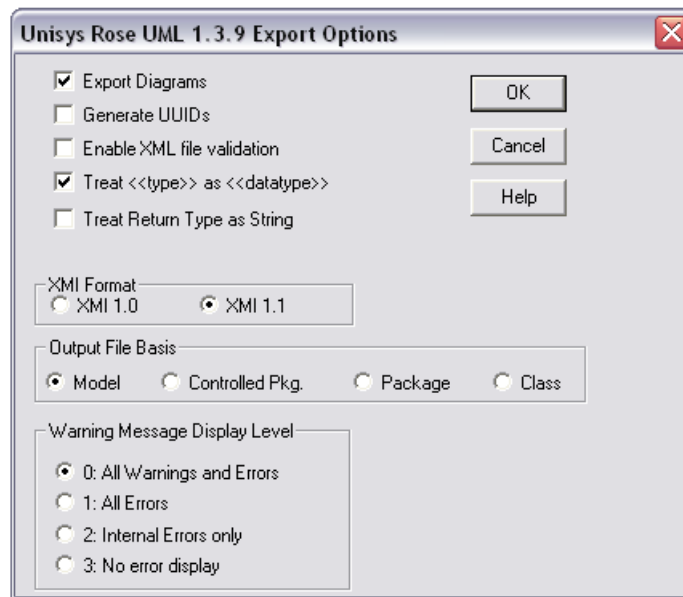 Unisys Rose UML 1.3.9 Export Options
Export Diagrams
Generate UUIDs
Enable XML file validation
Treat <<type>> as <<datatype>>
Treat Return Type as String
OK
Cancel
Help
XMI Format
XMI 1.0 XMI 1.1
Output File Basis
Model Controlled Pkg. Package Class
Warning Message Display Level
0: All Warnings and Errors
1: All Errors
2: Internal Errors only
3: No error display